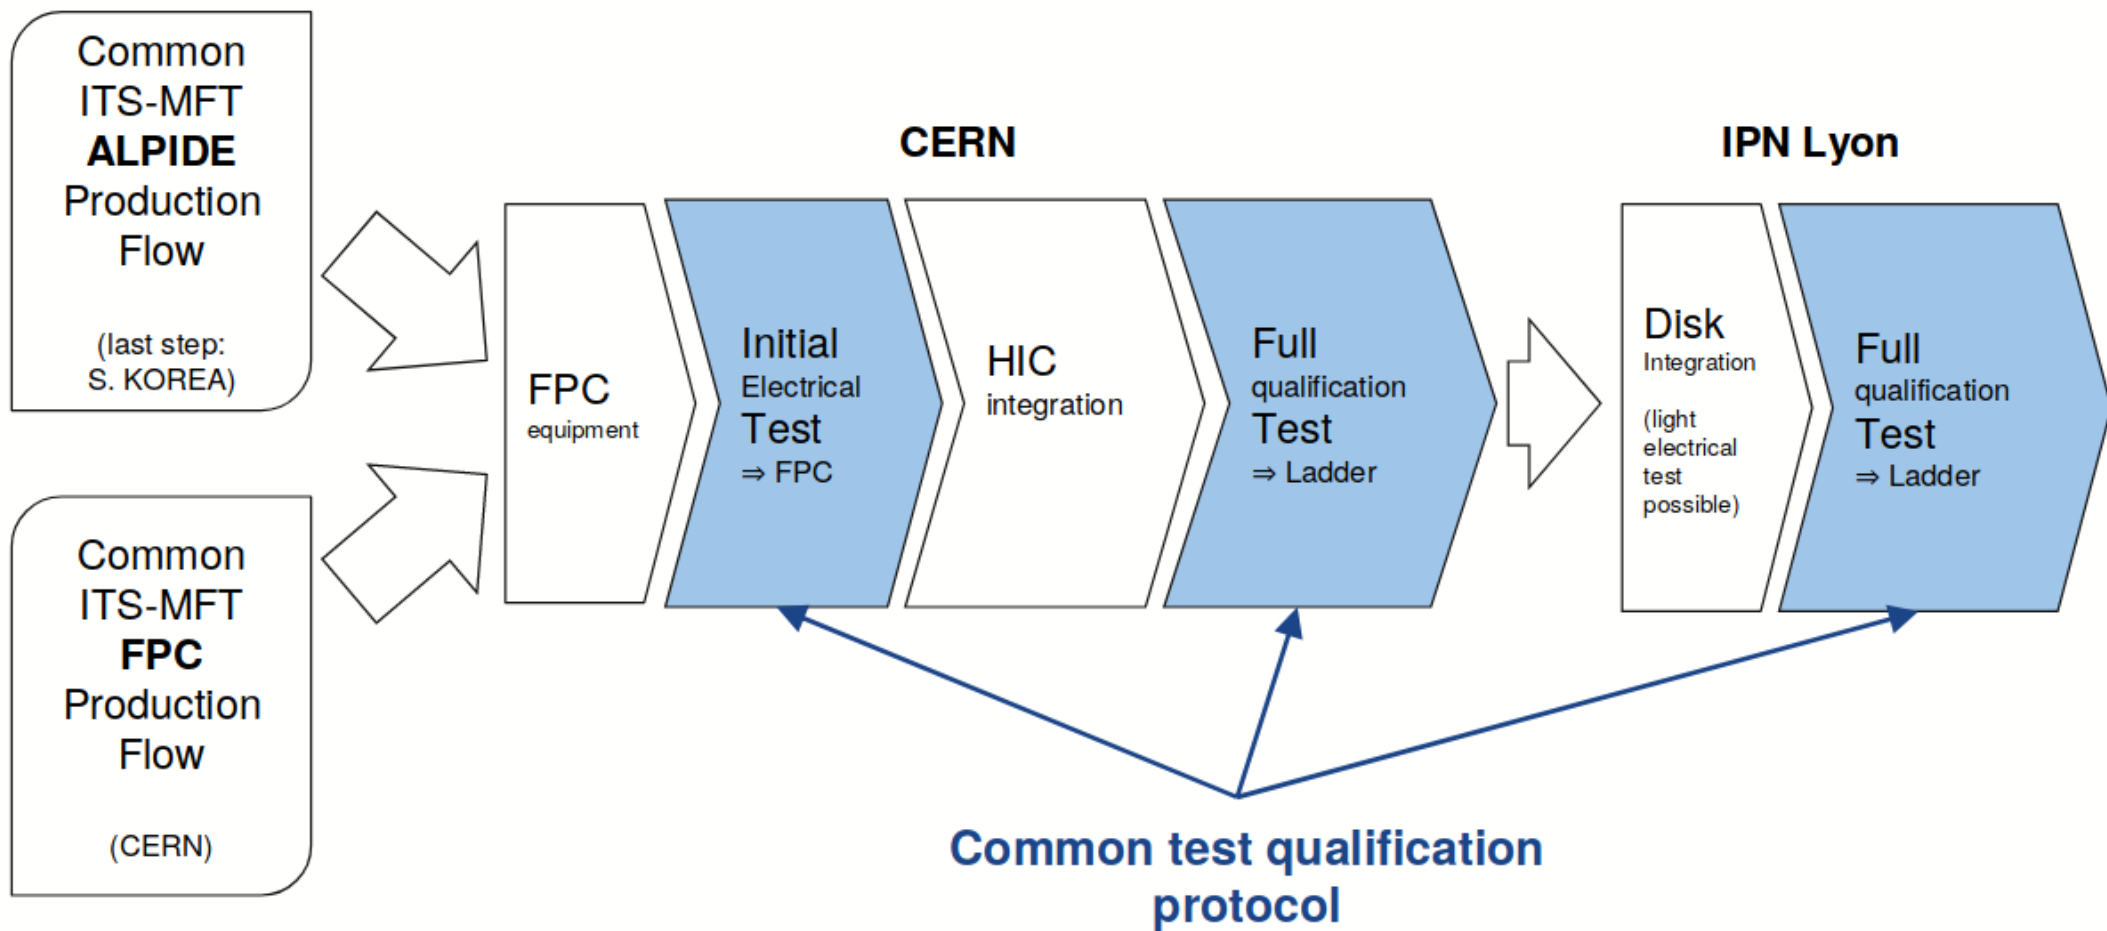 Common
ITS-MFT
ALPIDE
Production
Flow
(last step:
S. KOREA)
Common
ITS-MFT
FPC
Production
Flow
(CERN)
CERN
FPC
equipment
Initial
Electrical
Test
⇒ FPC
HIC
integration
Full
qualification
Test
⇒ Ladder
IPN Lyon
Disk
Integration
(light
electrical
test
possible)
Full
qualification
Test
⇒ Ladder
Common test qualification
protocol